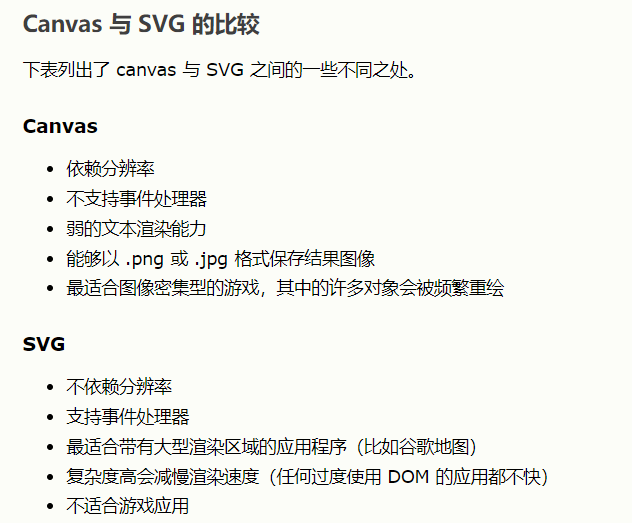 Canvas 与 SVG 的比较
下表列出了 canvas 与 SVG 之间的一些不同之处。
Canvas
• 依赖分辨率
• 不支持事件处理器
• 弱的文本渲染能力
• 能够以 .png 或 .jpg 格式保存结果图像
• 最适合图像密集型的游戏，其中的许多对象会被频繁重绘
SVG
• 不依赖分辨率
• 支持事件处理器
• 最适合带有大型渲染区域的应用程序（比如谷歌地图）
• 复杂度高会减慢渲染速度（任何过度使用 DOM 的应用都不快）
• 不适合游戏应用